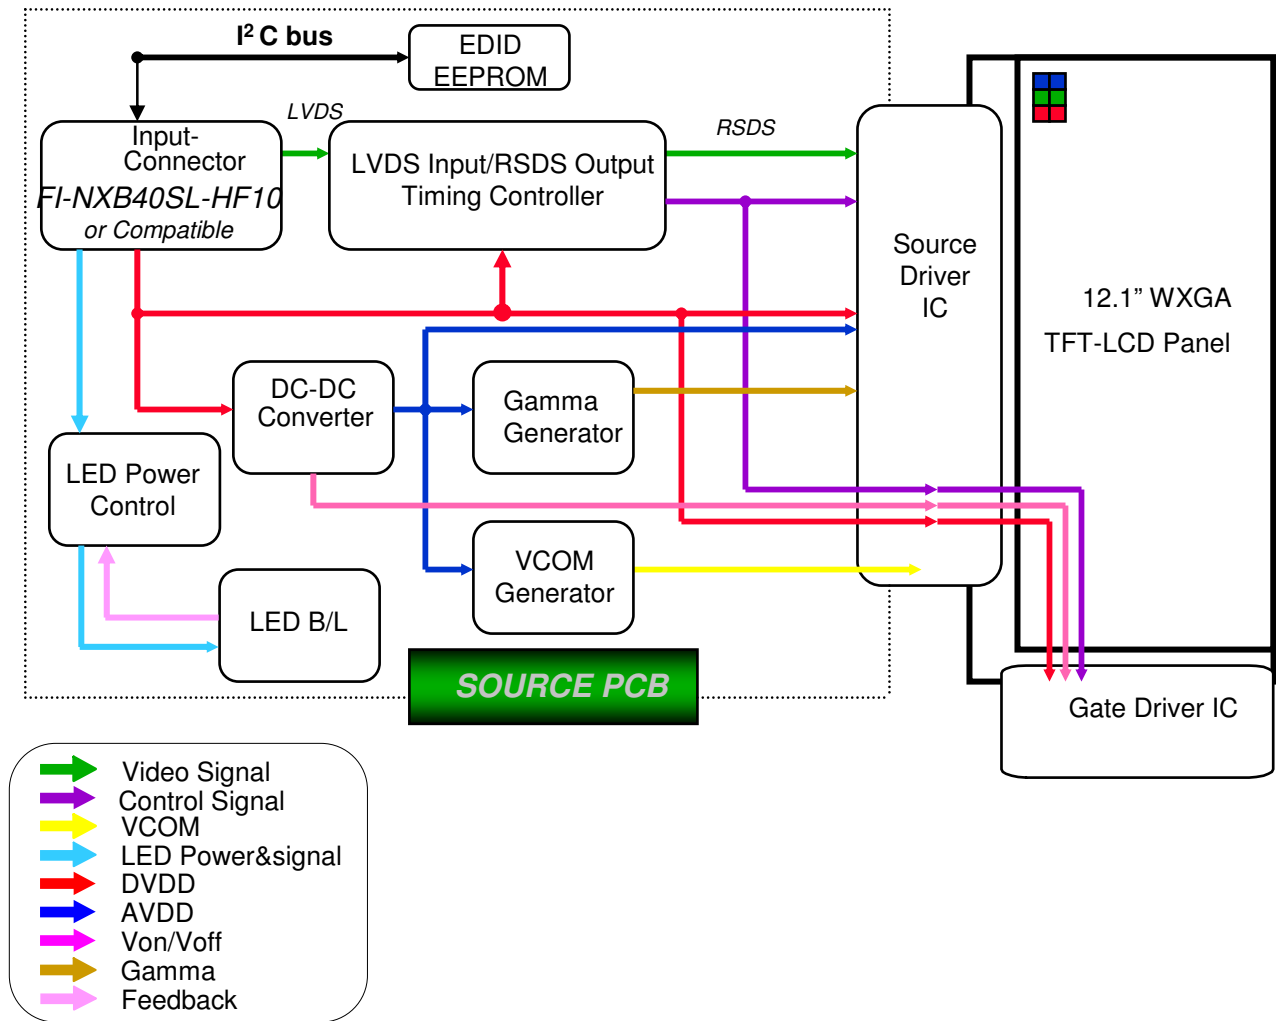 I2 C bus
EDID
EEPROM
LVDS
RSDS
Input-
Connector
FI-NXB40SL-HF10
or Compatible
LVDS Input/RSDS Output
Timing Controller
Source
Driver
IC
12.1” WXGA
TFT-LCD Panel
DC-DC
Converter
Gamma
Generator
LED Power
Control
VCOM
Generator
LED B/L
SOURCE PCB
Gate Driver IC
Video Signal
Control Signal
VCOM
LED Power&signal
DVDD
AVDD
Von/Voff
Gamma
Feedback